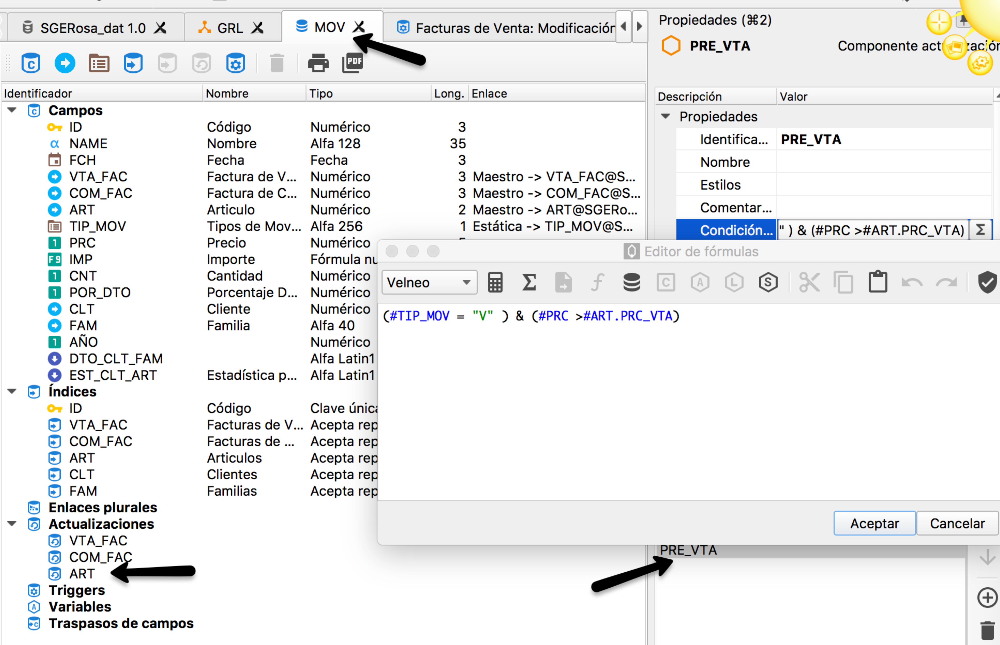 SGERosa_dat 1.0
GRL
MOV
Facturas de Venta: Modificación
Identificador Nombre Tipo Long. Enlace
Campos
ID Código Numérico 3
NAME Nombre Alfa 128 35
FCH Fecha Fecha 3
VTA_FAC Factura de V... Numérico 3 Maestro -> VTA_FAC@S...
COM_FAC Factura de C... Numérico 3 Maestro -> COM_FAC@S...
ART Articulo Numérico 2 Maestro -> ART@SGERo...
TIP_MOV Tipos de Mov... Alfa 256 1 Estática -> TIP_MOV@S...
PRC Precio Numérico
IMP Importe Fórmula nu
CNT Cantidad Numérico
POR_DTO Porcentaje D... Numérico
CLT Cliente Numérico
FAM Familia Alfa 40
AÑO Numérico
DTO_CLT_FAM Alfa Latin1
EST_CLT_ART Estadística p... Alfa Latin1
Índices
ID Código Clave única
VTA_FAC Facturas de V... Acepta rep
COM_FAC Facturas de ... Acepta rep
ART Articulos Acepta rep
CLT Clientes Acepta rep
FAM Familias Acepta rep
Enlaces plurales
Actualizaciones
VTA_FAC
COM_FAC
ART
Triggers
Variables
Traspasos de campos
Propiedades (⌘2)
PRE_VTA Componente act zación
Descripción Valor
Propiedades
Identifica... PRE_VTA
Nombre
Estilos
Comentar...
Condición... " ) & (#PRC >#ART.PRC_VTA) Σ
Editor de fórmulas
Velneo
(#TIP_MOV = "V" ) & (#PRC >#ART.PRC_VTA)
Aceptar Cancelar
PRE_VTA